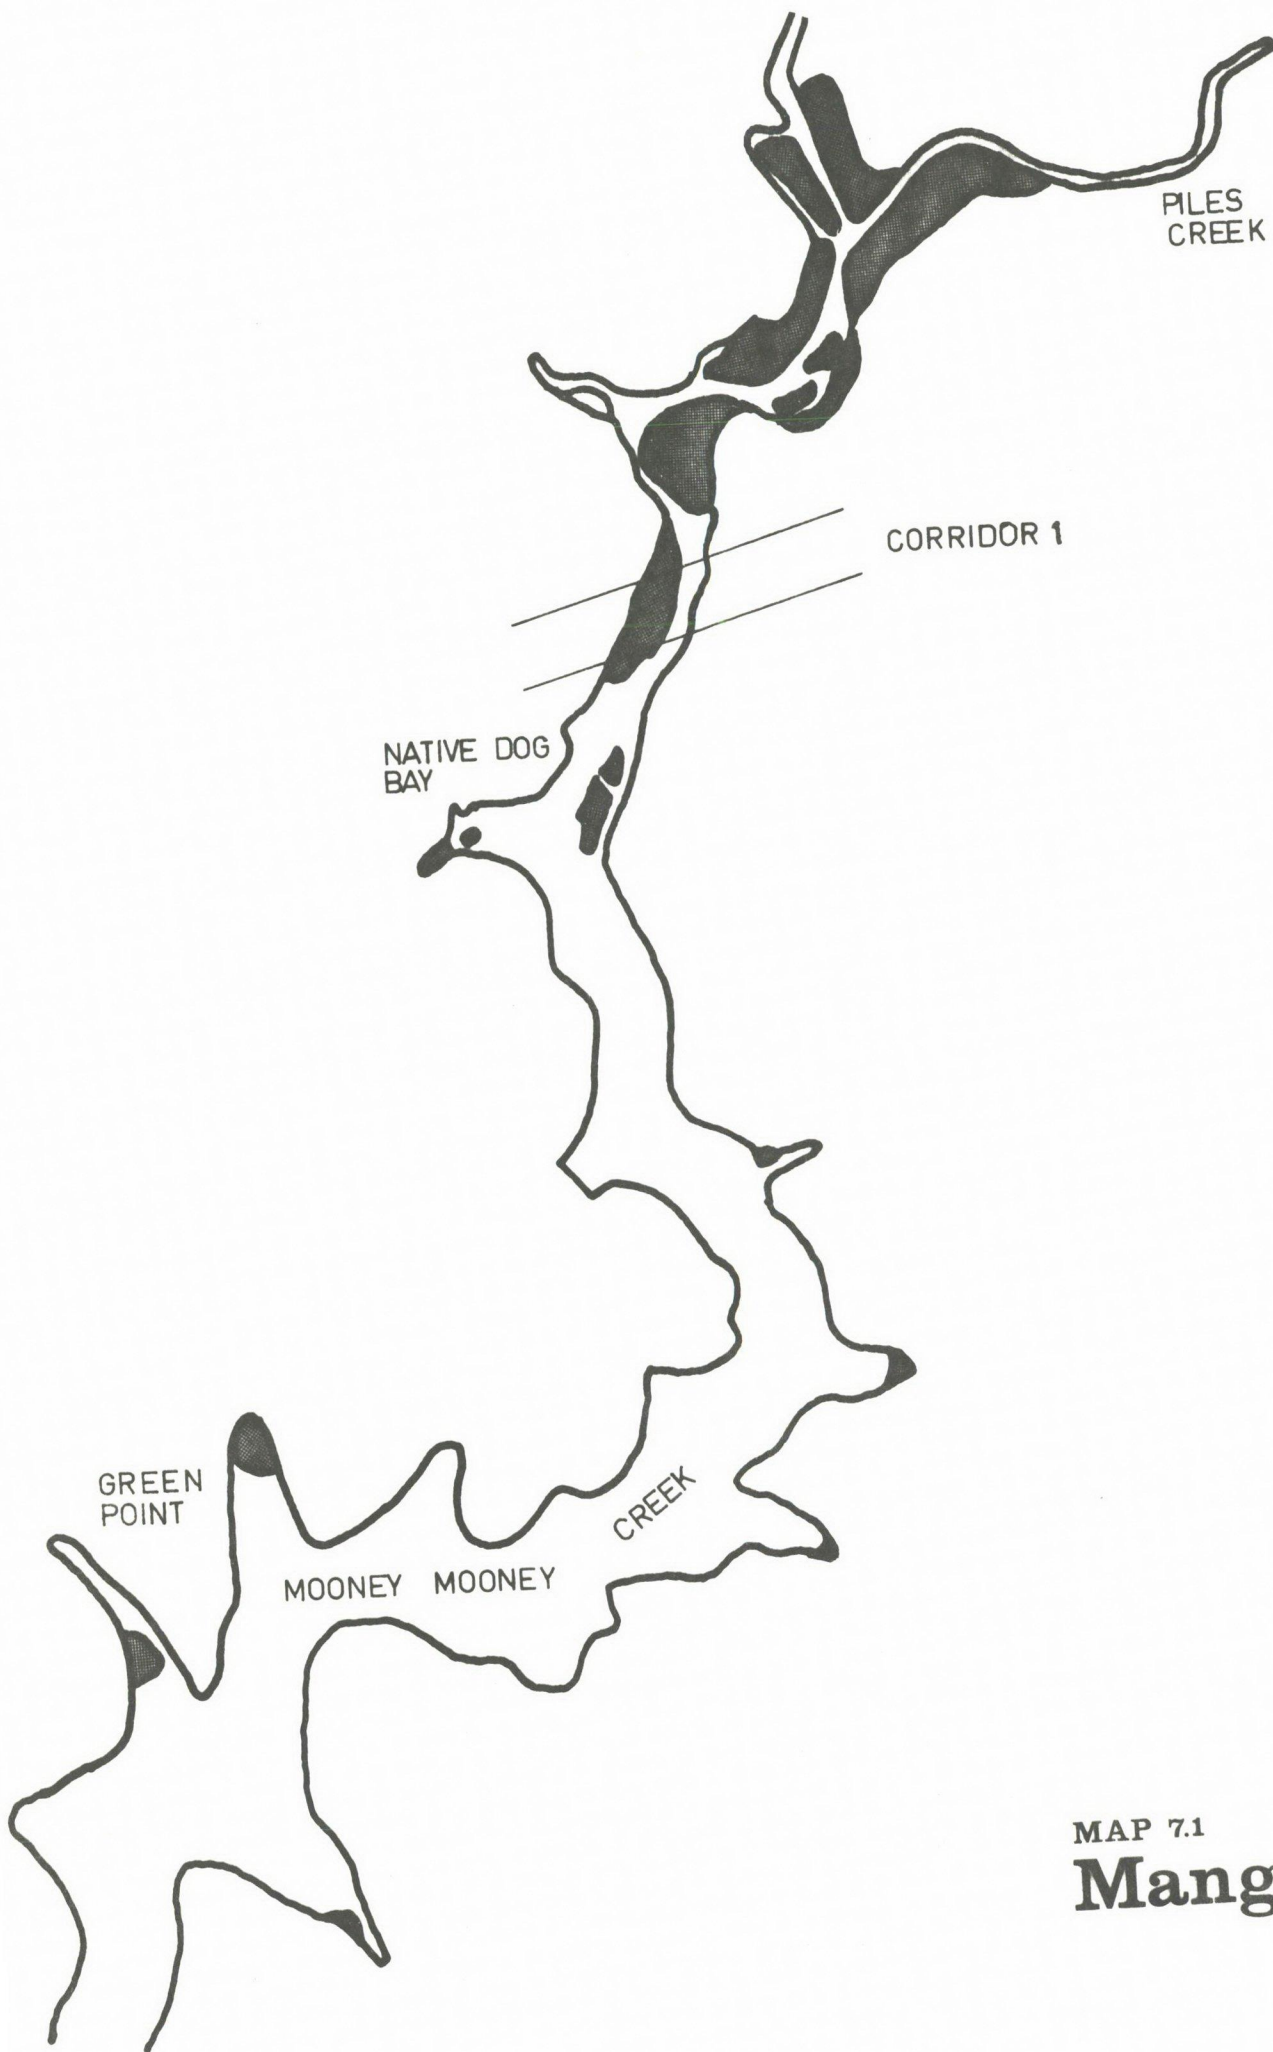 PILES
CREEK
CORRIDOR 1
NATIVE DOG
BAY
GREEN
POINT
CREEK
MOONEY MOONEY
MAP 7.1
Mang